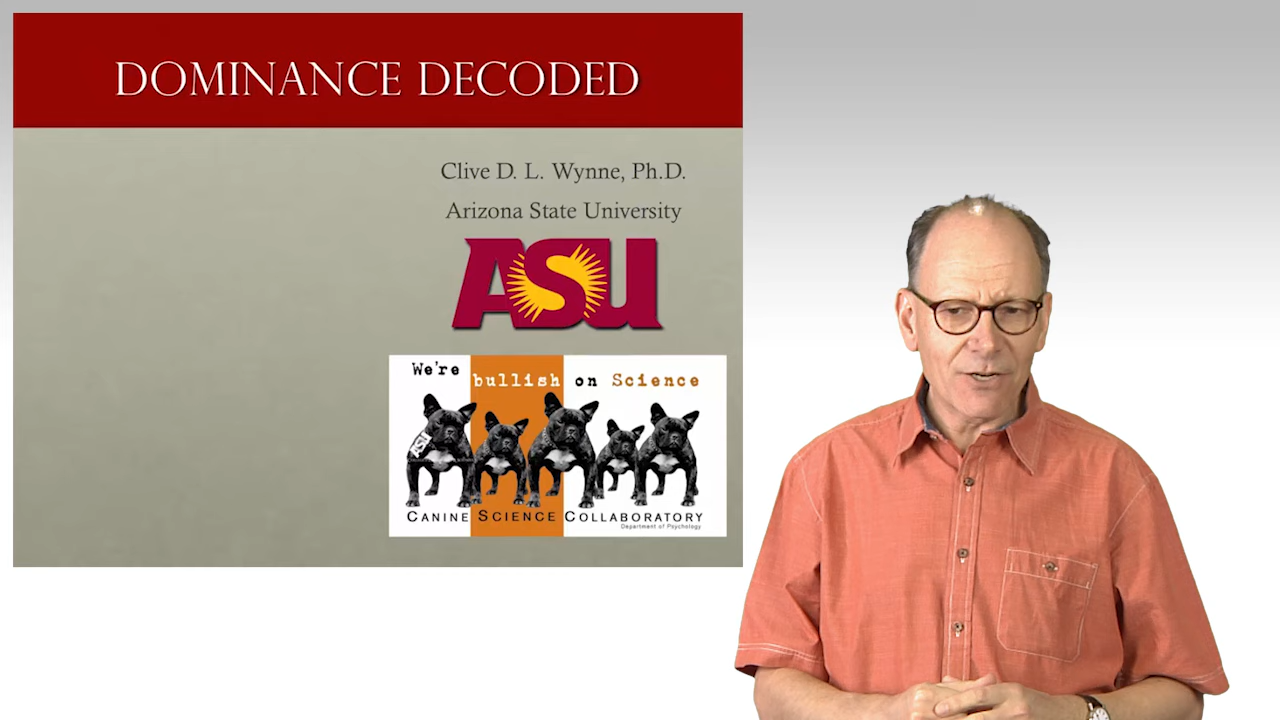 DOMINANCE DECODED
Clive D. L. Wynne, Ph.D.
Arizona State University
ASU
We're bullish on Science
CANINE SCIENCE COLLABORATORY
Department of Psychology